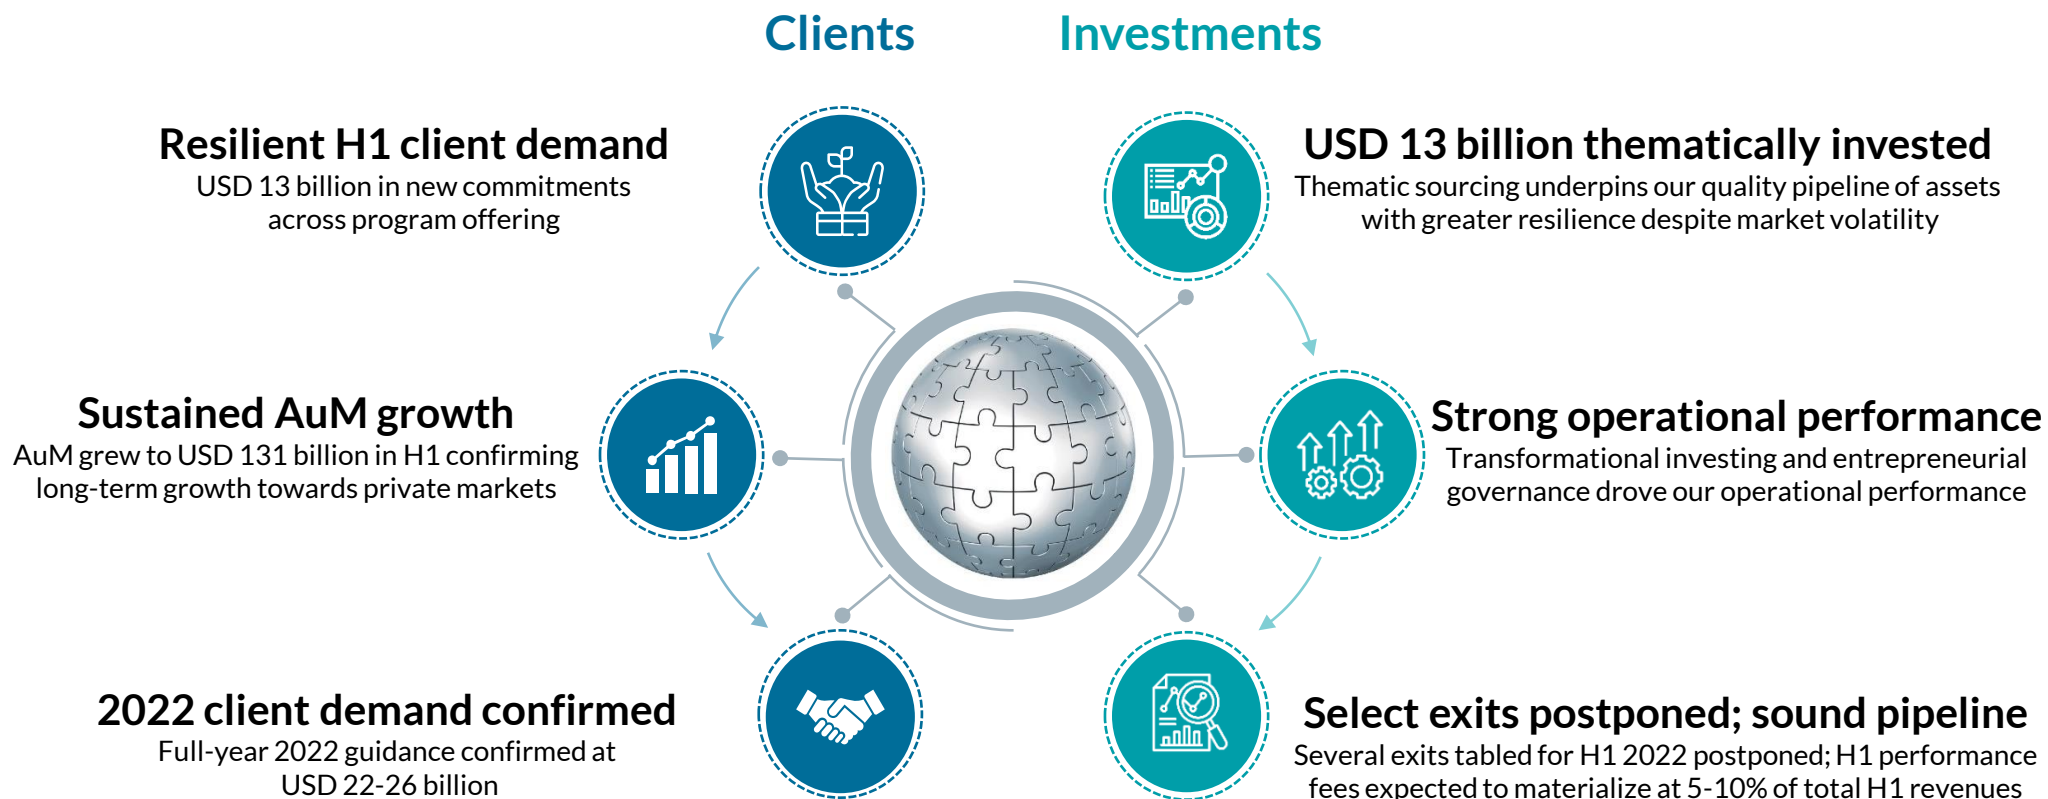 Clients
Resilient H1 client demand
USD 13 billion in new commitments
across program offering
Sustained AuM growth
AuM grew to USD 131 billion in H1 confirming
long-term growth towards private markets
2022 client demand confirmed
Full-year 2022 guidance confirmed at
USD 22-26 billion
Investments
USD 13 billion thematically invested
Thematic sourcing underpins our quality pipeline of assets
with greater resilience despite market volatility
Strong operational performance
Transformational investing and entrepreneurial
governance drove our operational performance
Select exits postponed; sound pipeline
Several exits tabled for H1 2022 postponed; H1 performance
fees expected to materialize at 5-10% of total H1 revenues